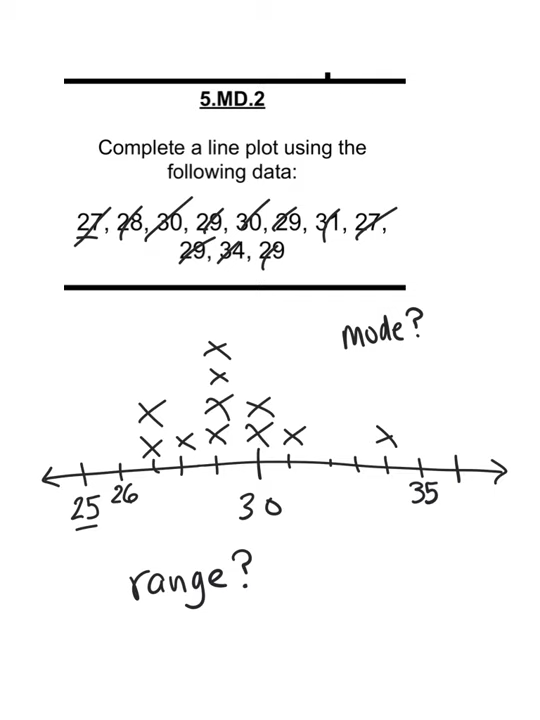 5.MD.2
Complete a line plot using the
following data:
27, 28, 30, 29, 30, 29, 31, 27,
29, 34, 29
mode?
25 26 30 35
range?